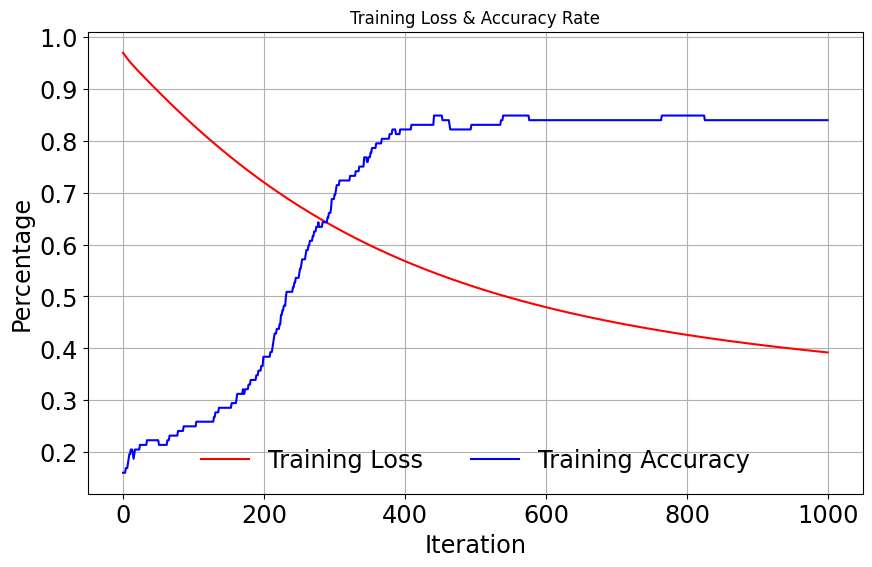 Training Loss & Accuracy Rate
1.0
0.9
0.8
0.7
0.6
0.5
0.4
0.3
0.2
Percentage
Training Loss
Training Accuracy
0 200 400 600 800 1000
Iteration